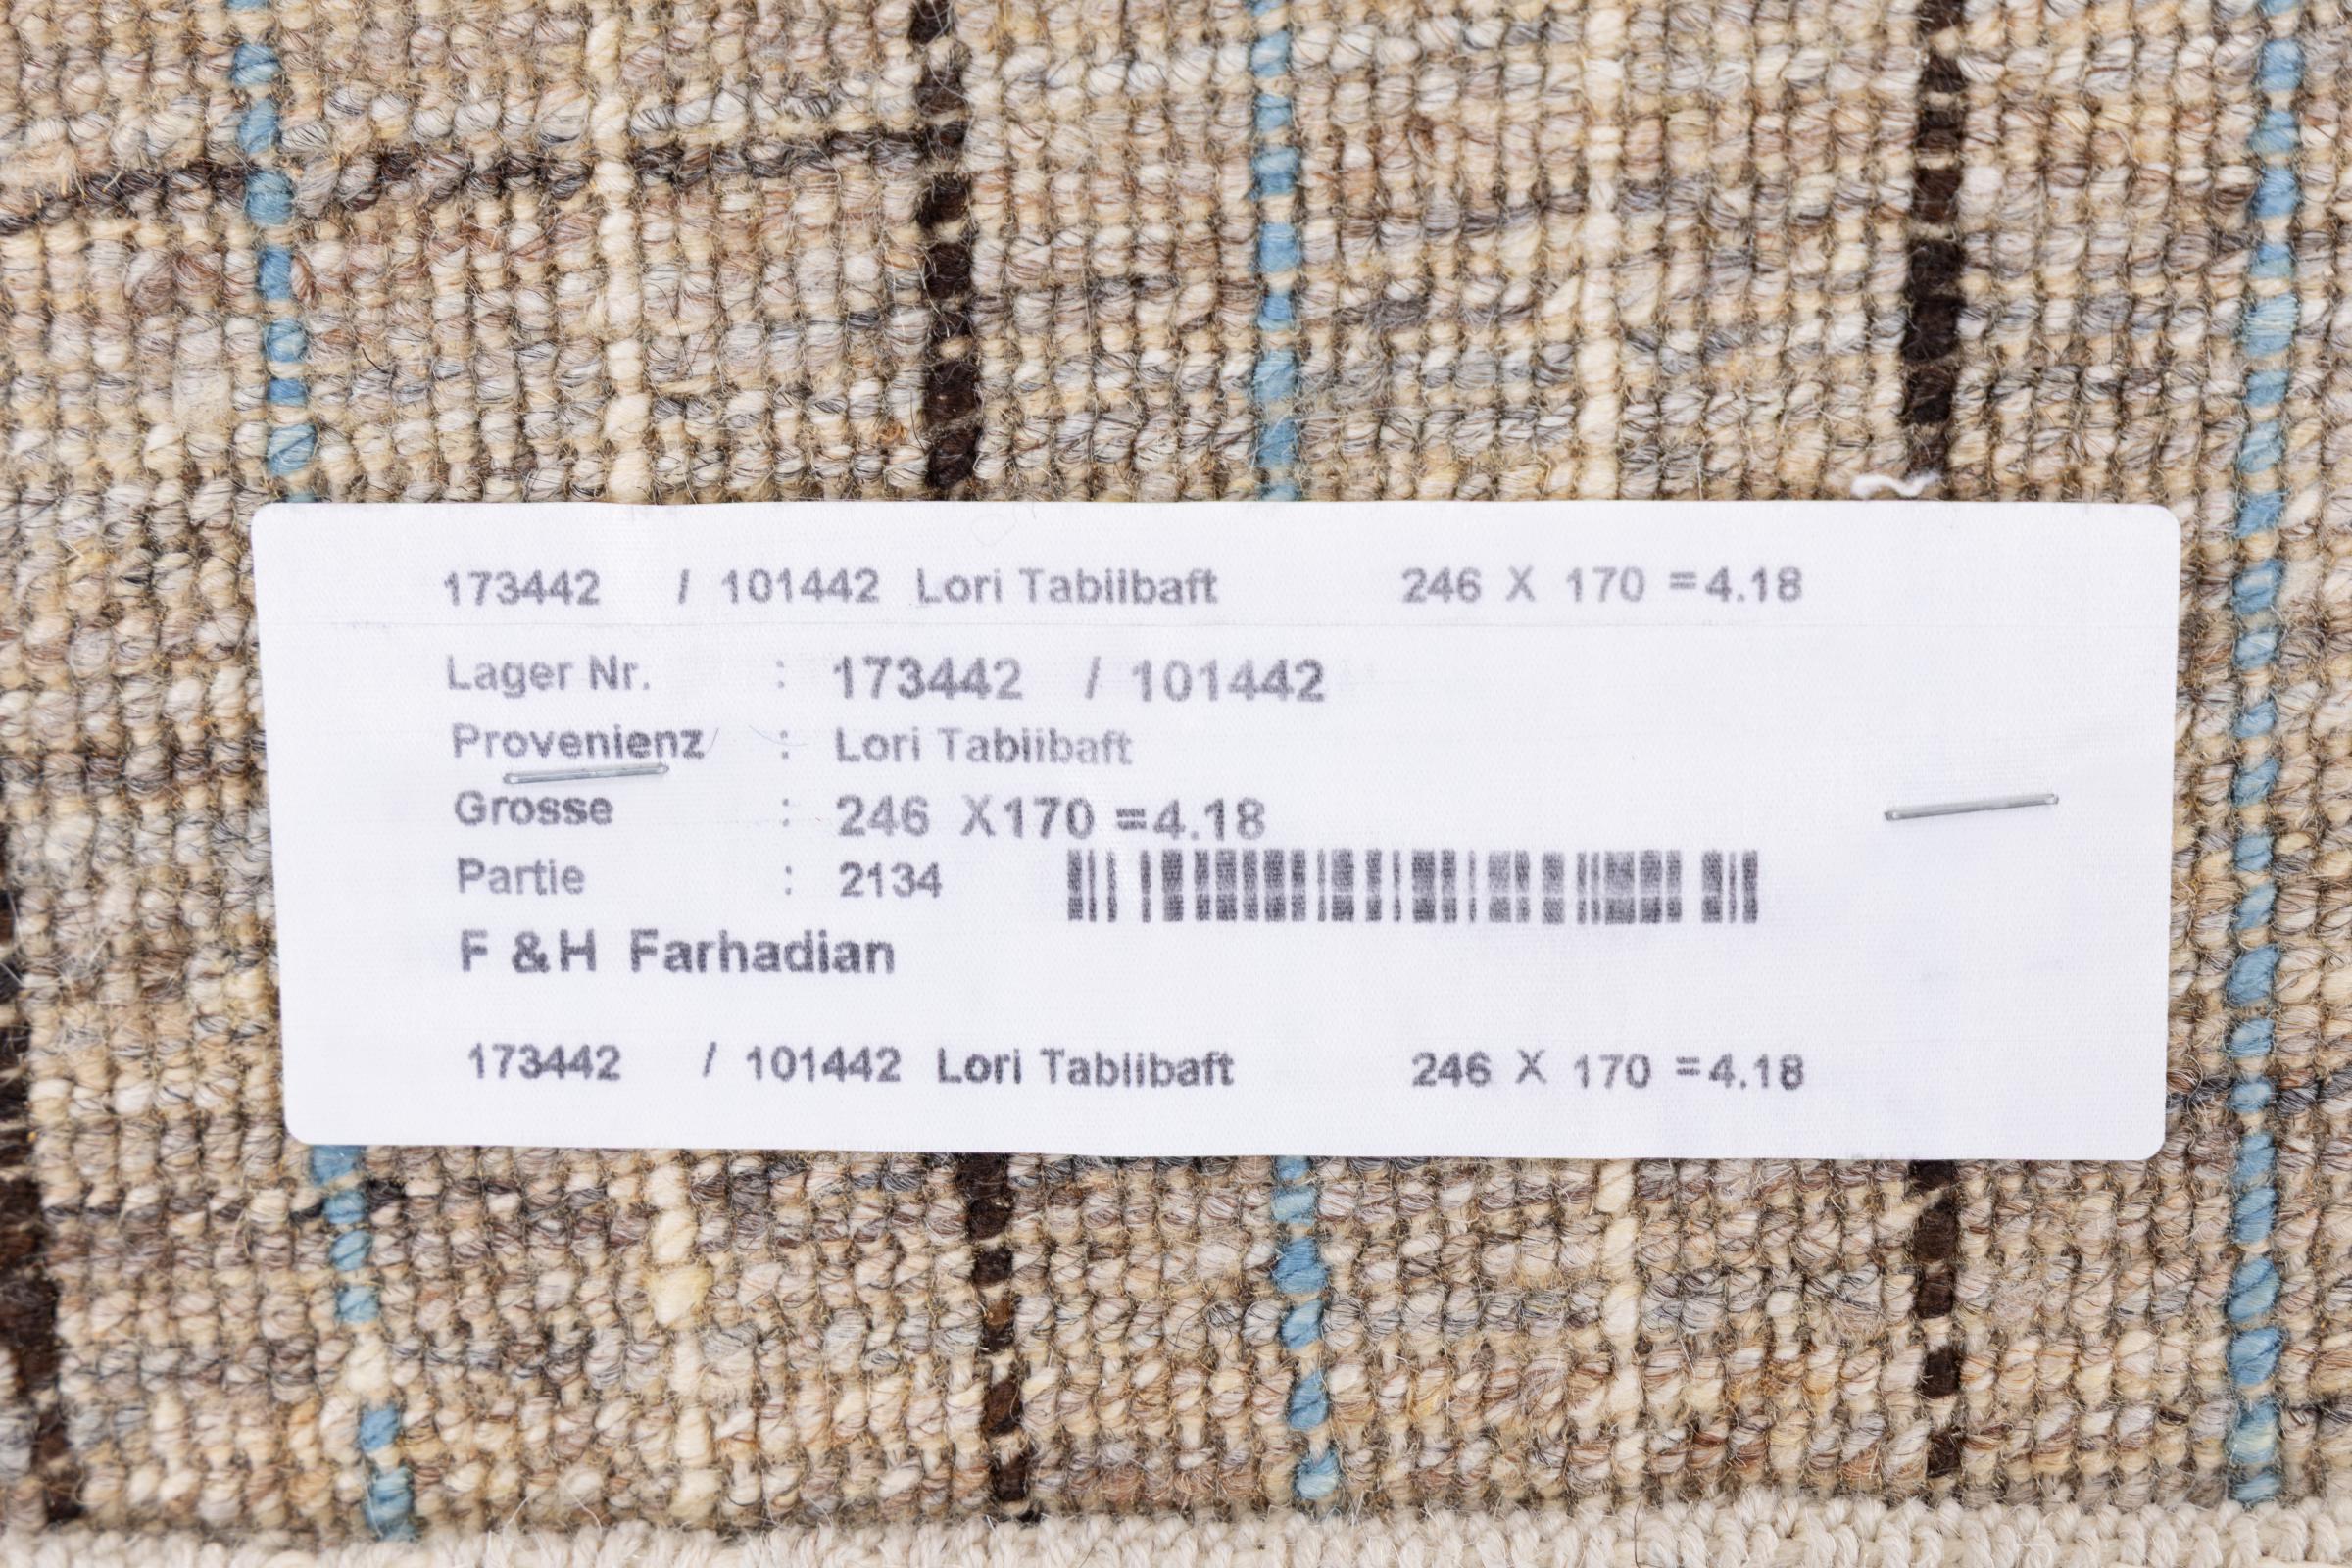 173442 / 101442 Lori Tabiibaft 246 X 170 =4.18
Lager Nr. : 173442 / 101442
Provenienz : Lori Tabiibaft
Grosse : 246 X170 =4.18
Partie : 2134
F &H Farhadian
173442 / 101442 Lori Tabiibaft 246 X 170 =4.18